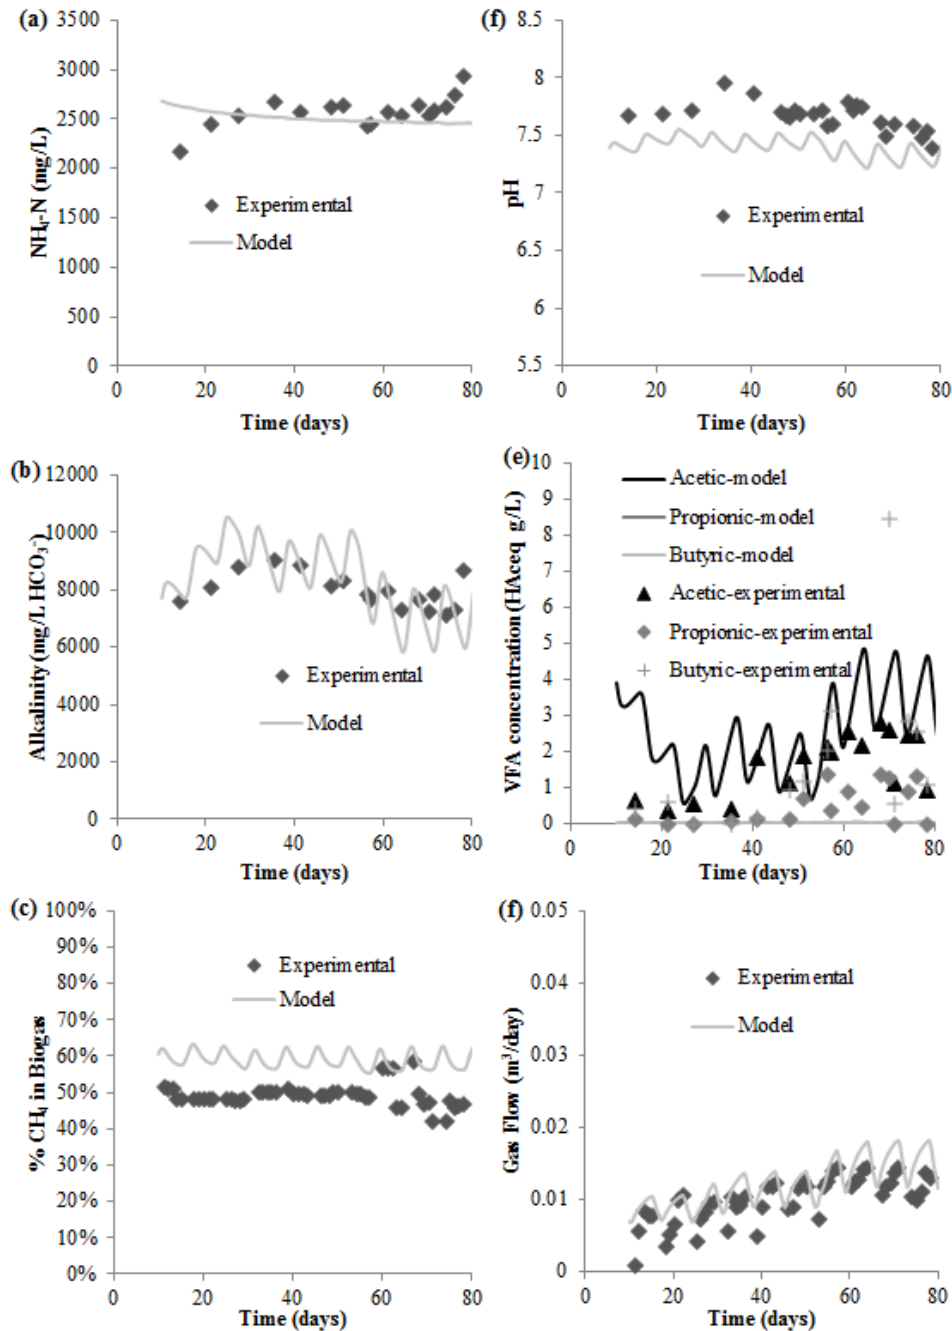 (a)
3500
3000
2500
2000
1500
1000
500
0
NH₄-N (mg/L)
Experimental
Model
0
20
40
60
80
Time (days)
(f)
8.5
8
7.5
7
6.5
6
5.5
pH
Experimental
Model
0
20
40
60
80
Time (days)
(b)
12000
10000
8000
6000
4000
2000
0
Alkalinity (mg/L HCO₃⁻)
Experimental
Model
0
20
40
60
80
Time (days)
(e)
10
9
8
7
6
5
4
3
2
1
0
VFA concentration (HAceq g/L)
Acetic-model
Propionic-model
Butyric-model
Acetic-experimental
Propionic-experimental
Butyric-experimental
0
20
40
60
80
Time (days)
(c)
100%
90%
80%
70%
60%
50%
40%
30%
20%
10%
0%
% CH₄ in Biogas
Experimental
Model
0
20
40
60
80
Time (days)
(f)
0.05
0.04
0.03
0.02
0.01
0
Gas Flow (m³/day)
Experimental
Model
0
20
40
60
80
Time (days)